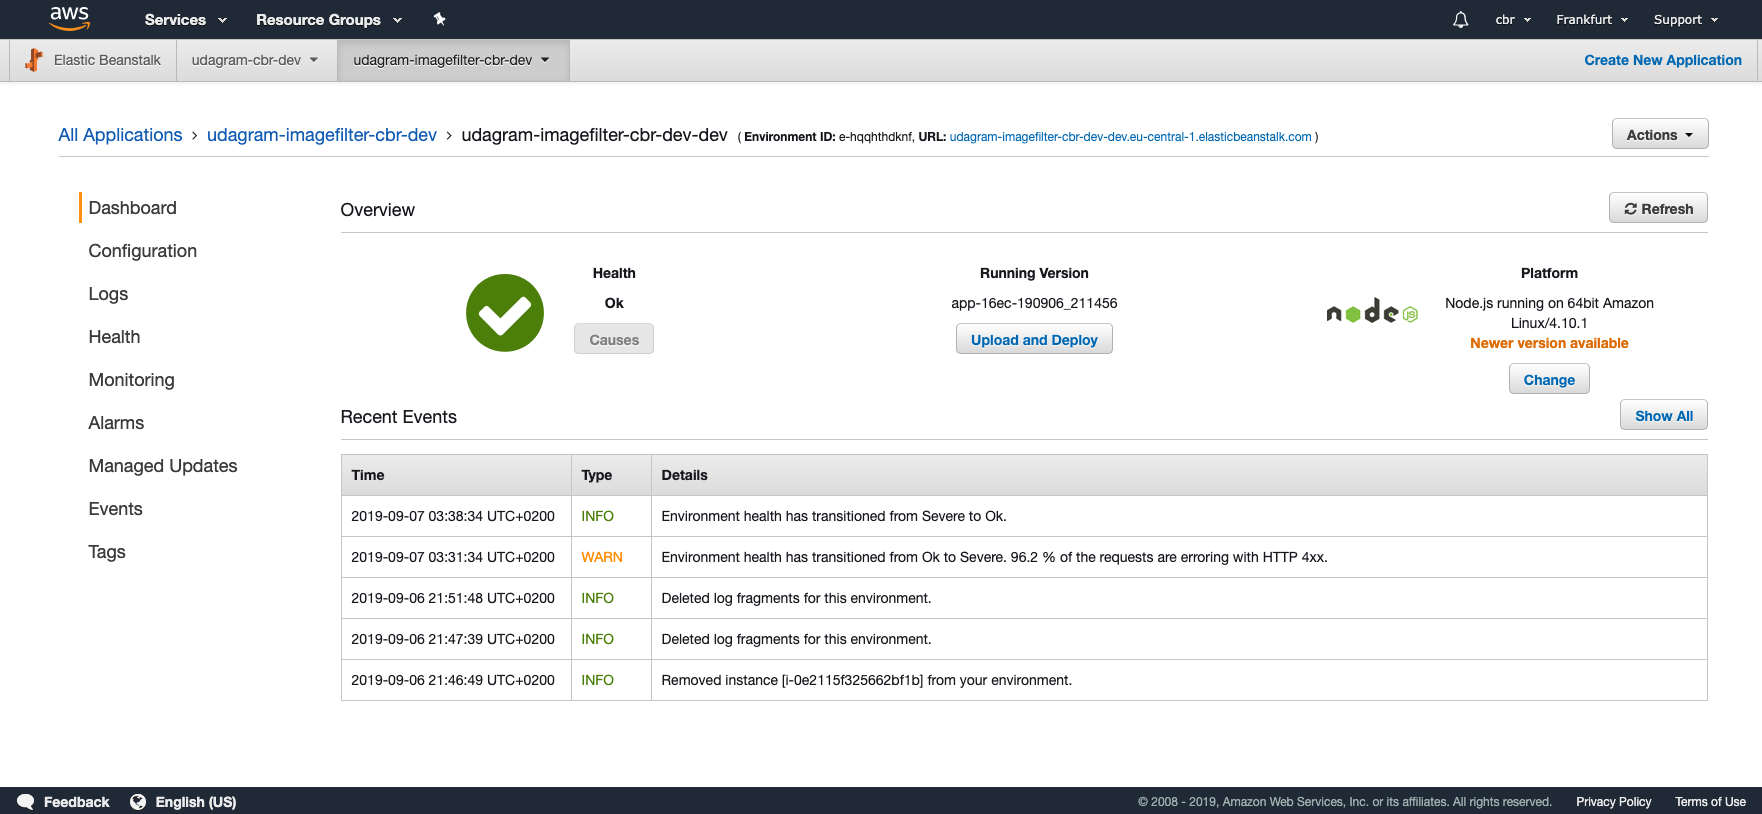 aws Services Resource Groups cbr Frankfurt Support
Elastic Beanstalk udagram-cbr-dev udagram-imagefilter-cbr-dev Create New Application
All Applications › udagram-imagefilter-cbr-dev › udagram-imagefilter-cbr-dev-dev ( Environment ID: e-hqqhthdknf, URL: udagram-imagefilter-cbr-dev-dev.eu-central-1.elasticbeanstalk.com ) Actions
Dashboard
Configuration
Logs
Health
Monitoring
Alarms
Managed Updates
Events
Tags
Overview Refresh
Health
Ok
Causes
Running Version
app-16ec-190906_211456
Upload and Deploy
node JS
Platform
Node.js running on 64bit Amazon
Linux/4.10.1
Newer version available
Change
Recent Events Show All
Time Type Details
2019-09-07 03:38:34 UTC+0200 INFO Environment health has transitioned from Severe to Ok.
2019-09-07 03:31:34 UTC+0200 WARN Environment health has transitioned from Ok to Severe. 96.2 % of the requests are erroring with HTTP 4xx.
2019-09-06 21:51:48 UTC+0200 INFO Deleted log fragments for this environment.
2019-09-06 21:47:39 UTC+0200 INFO Deleted log fragments for this environment.
2019-09-06 21:46:49 UTC+0200 INFO Removed instance [i-0e2115f325662bf1b] from your environment.
Feedback English (US) © 2008 - 2019, Amazon Web Services, Inc. or its affiliates. All rights reserved. Privacy Policy Terms of Use